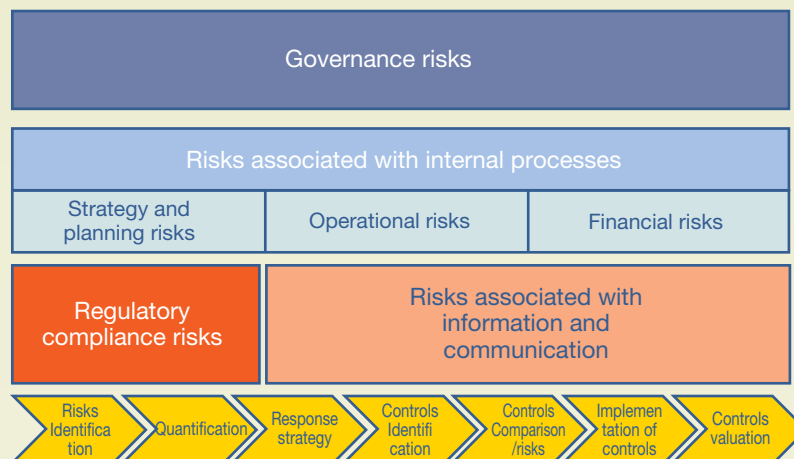 Governance risks
Risks associated with internal processes
Strategy and
planning risks
Operational risks
Financial risks
Regulatory
compliance risks
Risks associated with
information and
communication
Risks
Identifica
tion
Quantification
Response
strategy
Controls
Identifi
cation
Controls
Comparison
/risks
Implemen
tation of
controls
Controls
valuation